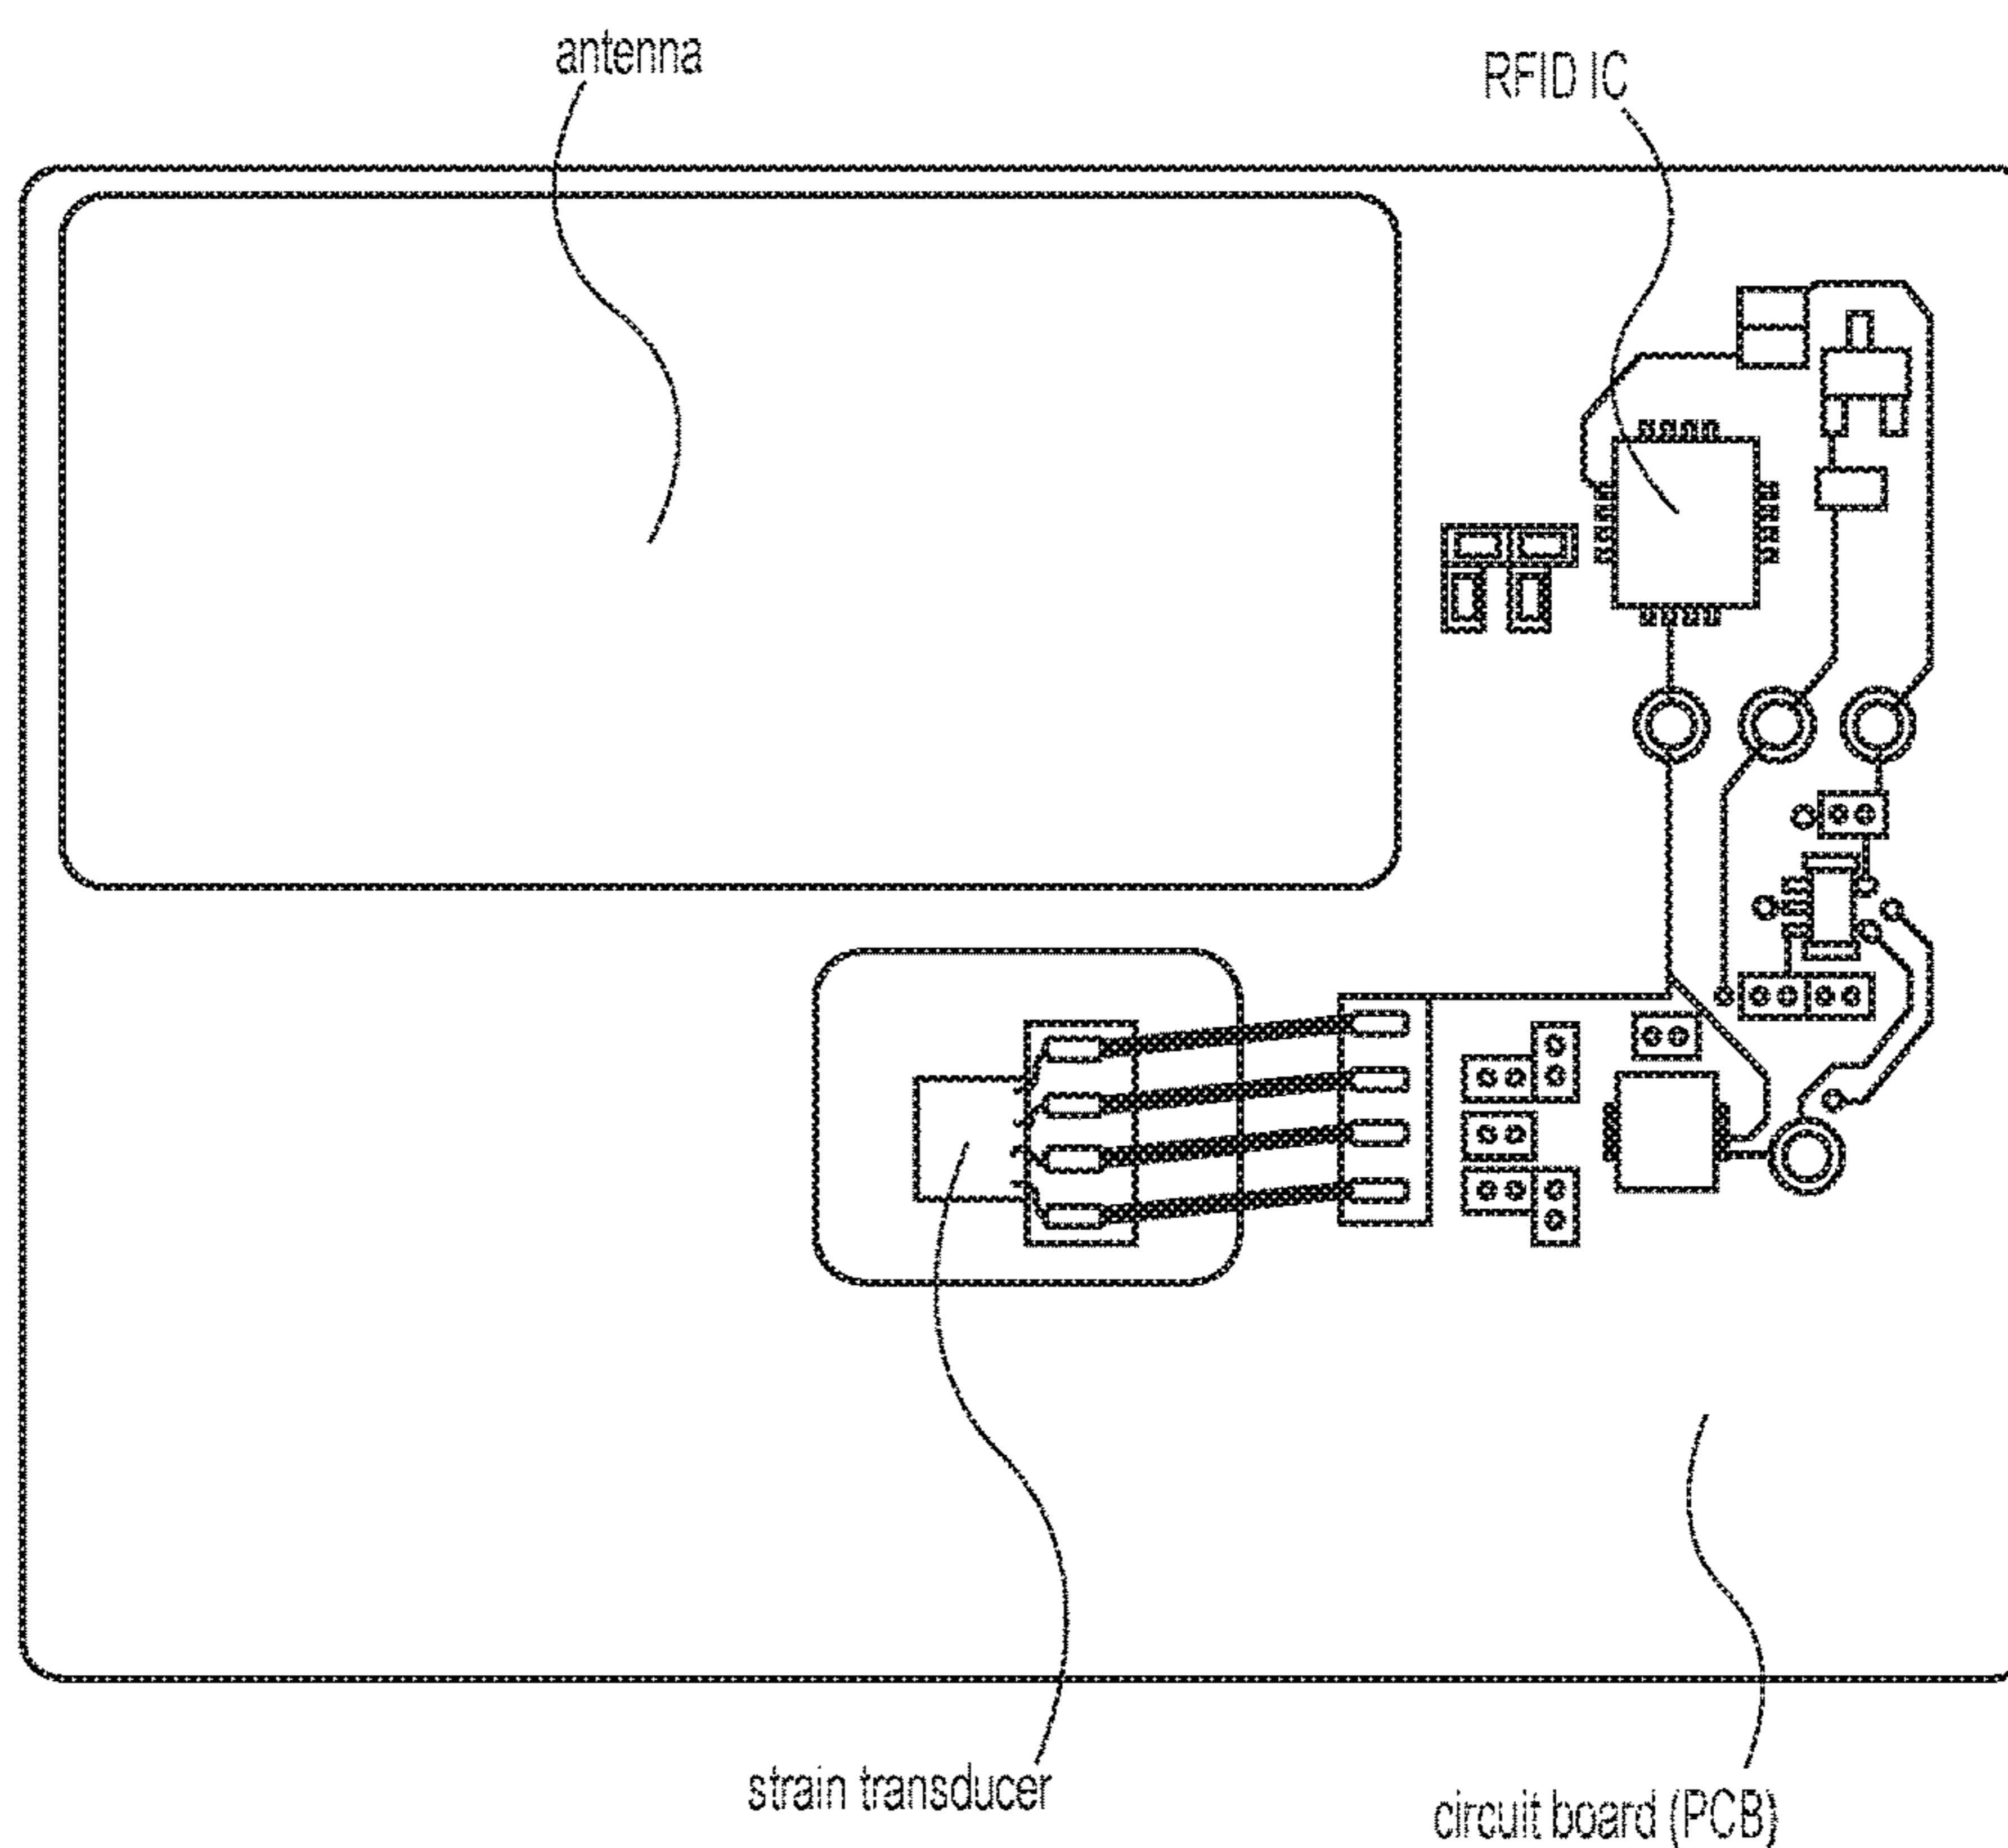 antenna
RFID IC
strain transducer
circuit board (PCB)